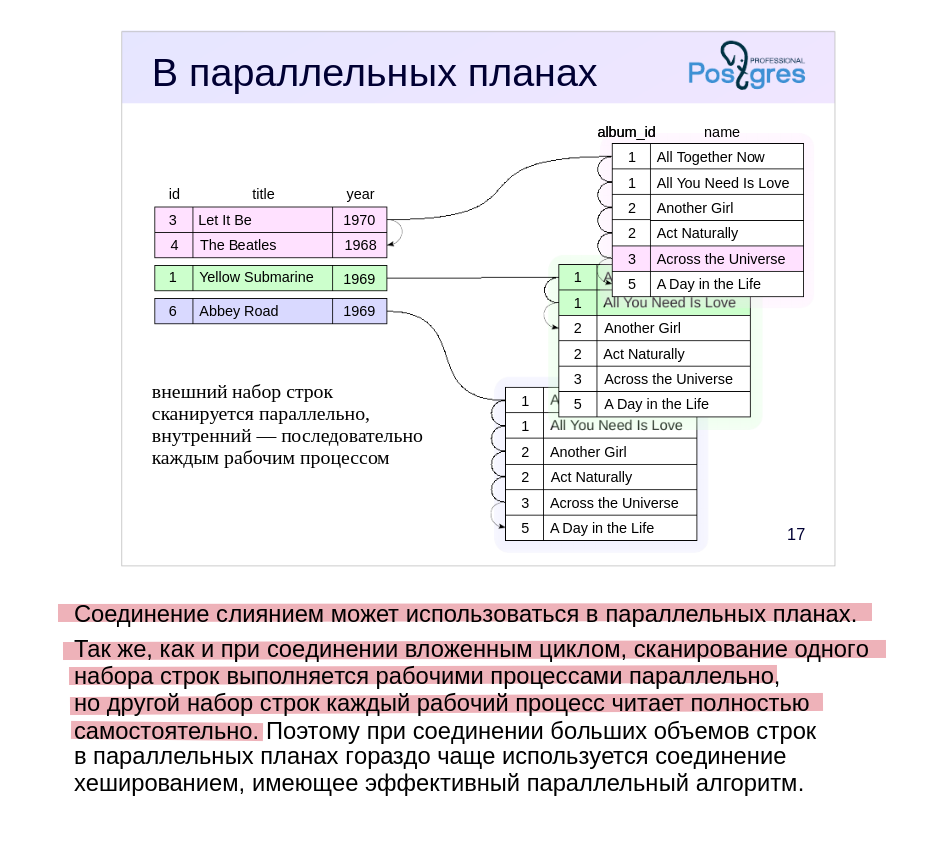 В параллельных планах
PROFESSIONAL
Postgres
album_id name
1 All Together Now
1 All You Need Is Love
2 Another Girl
2 Act Naturally
3 Across the Universe
5 A Day in the Life
id title year
3 Let It Be 1970
4 The Beatles 1968
1 Yellow Submarine 1969
6 Abbey Road 1969
1 A
1 All You Need Is Love
2 Another Girl
2 Act Naturally
3 Across the Universe
5 A Day in the Life
1 A
1 All You Need Is Love
2 Another Girl
2 Act Naturally
3 Across the Universe
5 A Day in the Life
внешний набор строк
сканируется параллельно,
внутренний — последовательно
каждым рабочим процессом
17
Соединение слиянием может использоваться в параллельных планах.
Так же, как и при соединении вложенным циклом, сканирование одного
набора строк выполняется рабочими процессами параллельно,
но другой набор строк каждый рабочий процесс читает полностью
самостоятельно. Поэтому при соединении больших объемов строк
в параллельных планах гораздо чаще используется соединение
хешированием, имеющее эффективный параллельный алгоритм.